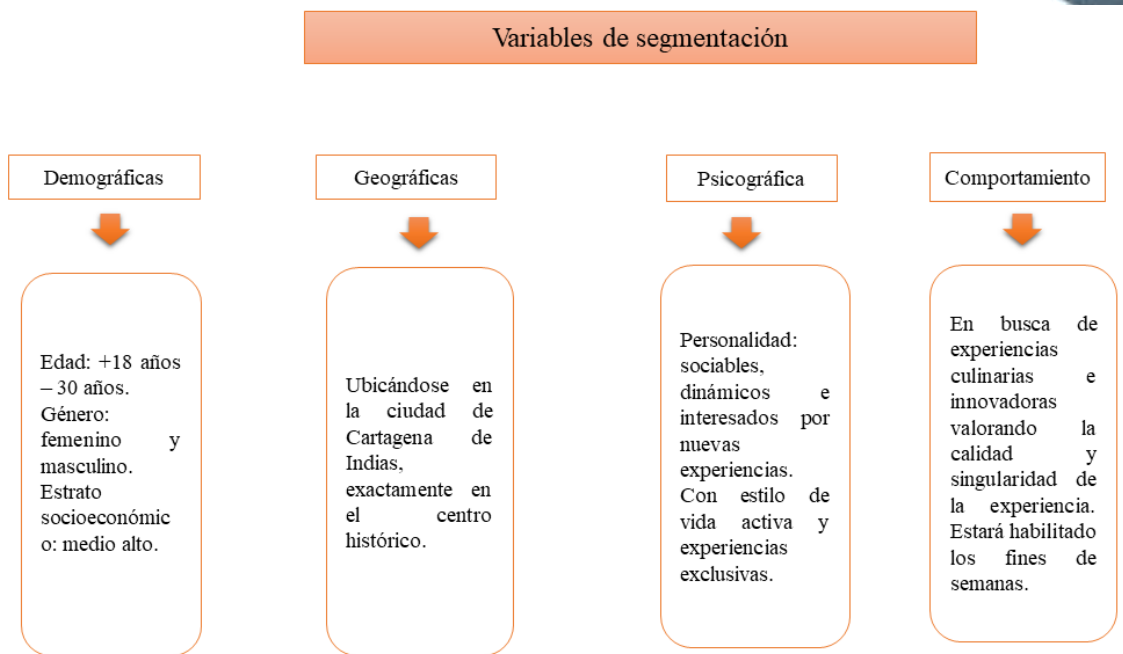 Variables de segmentación
Demográficas
Edad: +18 años
– 30 años.
Género:
femenino y
masculino.
Estrato
socioeconómic
o: medio alto.
Geográficas
Ubicándose en
la ciudad de
Cartagena de
Indias,
exactamente en
el centro
histórico.
Psicográfica
Personalidad:
sociables,
dinámicos e
interesados por
nuevas
experiencias.
Con estilo de
vida activa y
experiencias
exclusivas.
Comportamiento
En busca de
experiencias
culinarias e
innovadoras
valorando la
calidad y
singularidad de
la experiencia.
Estará habilitado
los fines de
semanas.